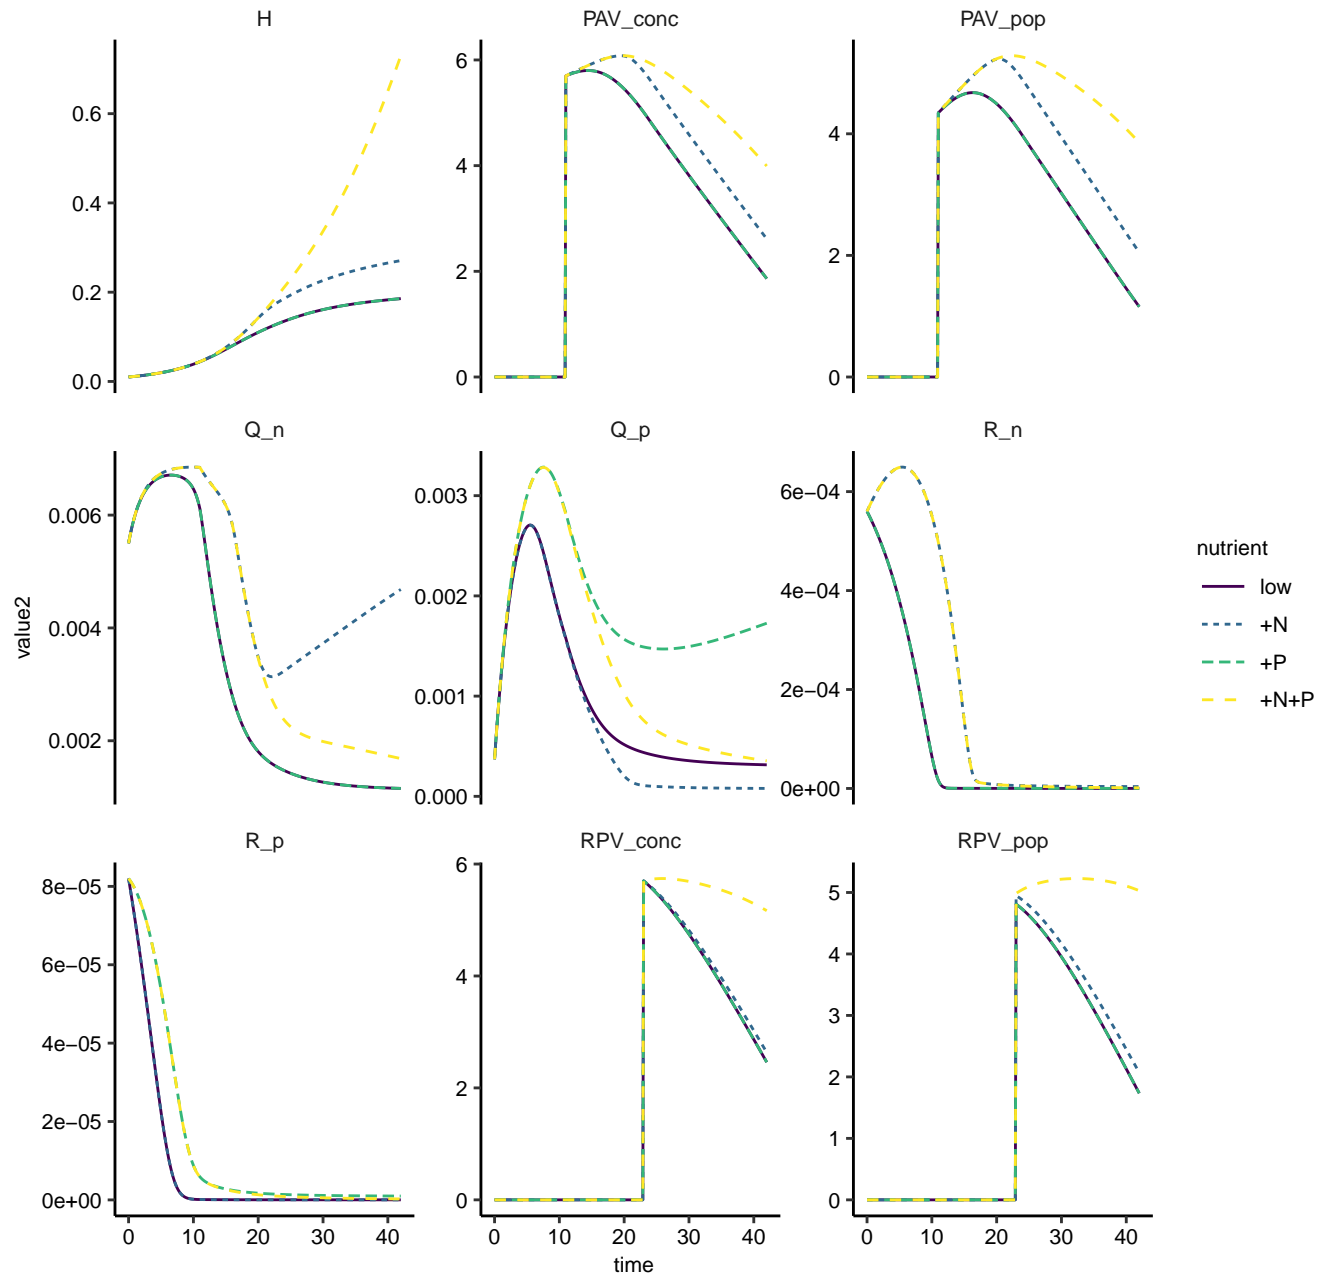 H
PAV_conc
PAV_pop
0.6
0.4
0.2
0.0
6
4
2
0
4
2
0
Q_n
Q_p
R_n
0.006
0.004
0.002
0.003
0.002
0.001
0.000
6e−04
4e−04
2e−04
0e+00
R_p
RPV_conc
RPV_pop
8e−05
6e−05
4e−05
2e−05
0e+00
6
4
2
0
5
4
3
2
1
0
0 10 20 30 40
0 10 20 30 40
0 10 20 30 40
time
value2
nutrient
low
+N
+P
+N+P